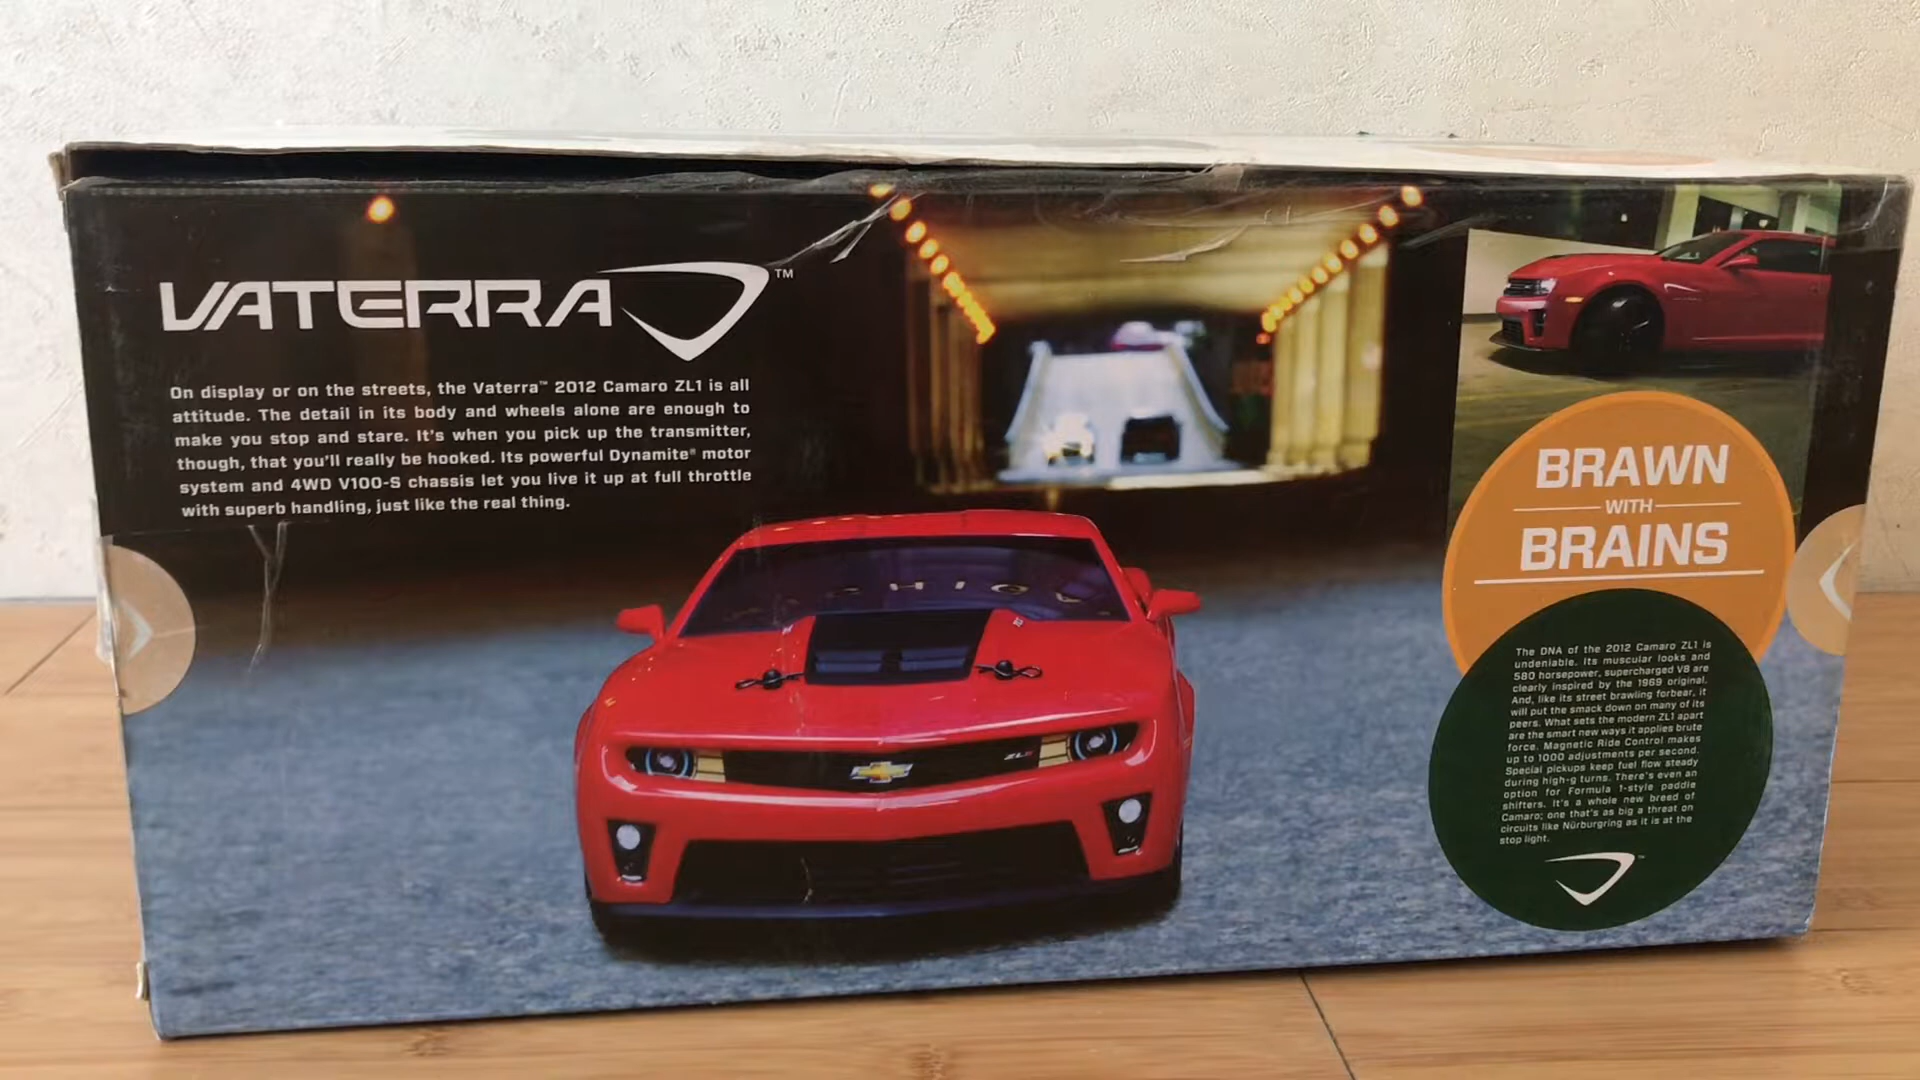 VATERRA™
On display or on the streets, the Vaterra™ 2012 Camaro ZL1 is all
attitude. The detail in its body and wheels alone are enough to
make you stop and stare. It's when you pick up the transmitter,
though, that you'll really be hooked. Its powerful Dynamite® motor
system and 4WD V100-S chassis let you live it up at full throttle
with superb handling, just like the real thing.
ZL1
BRAWN
WITH
BRAINS
The DNA of the 2012 Camaro ZL1 is
undeniable. Its muscular looks and
580 horsepower, supercharged V8 are
clearly inspired by the 1969 original.
And, like its street brawling forbear, it
will put the smack down on many of its
peers. What sets the modern ZL1 apart
are the smart new ways it applies brute
force. Magnetic Ride Control makes
up to 1000 adjustments per second.
Special pickups keep fuel flow steady
during high-g turns. There's even an
option for Formula 1-style paddle
shifters. It's a whole new breed of
Camaro; one that's as big a threat on
circuits like Nürburgring as it is at the
stop light.